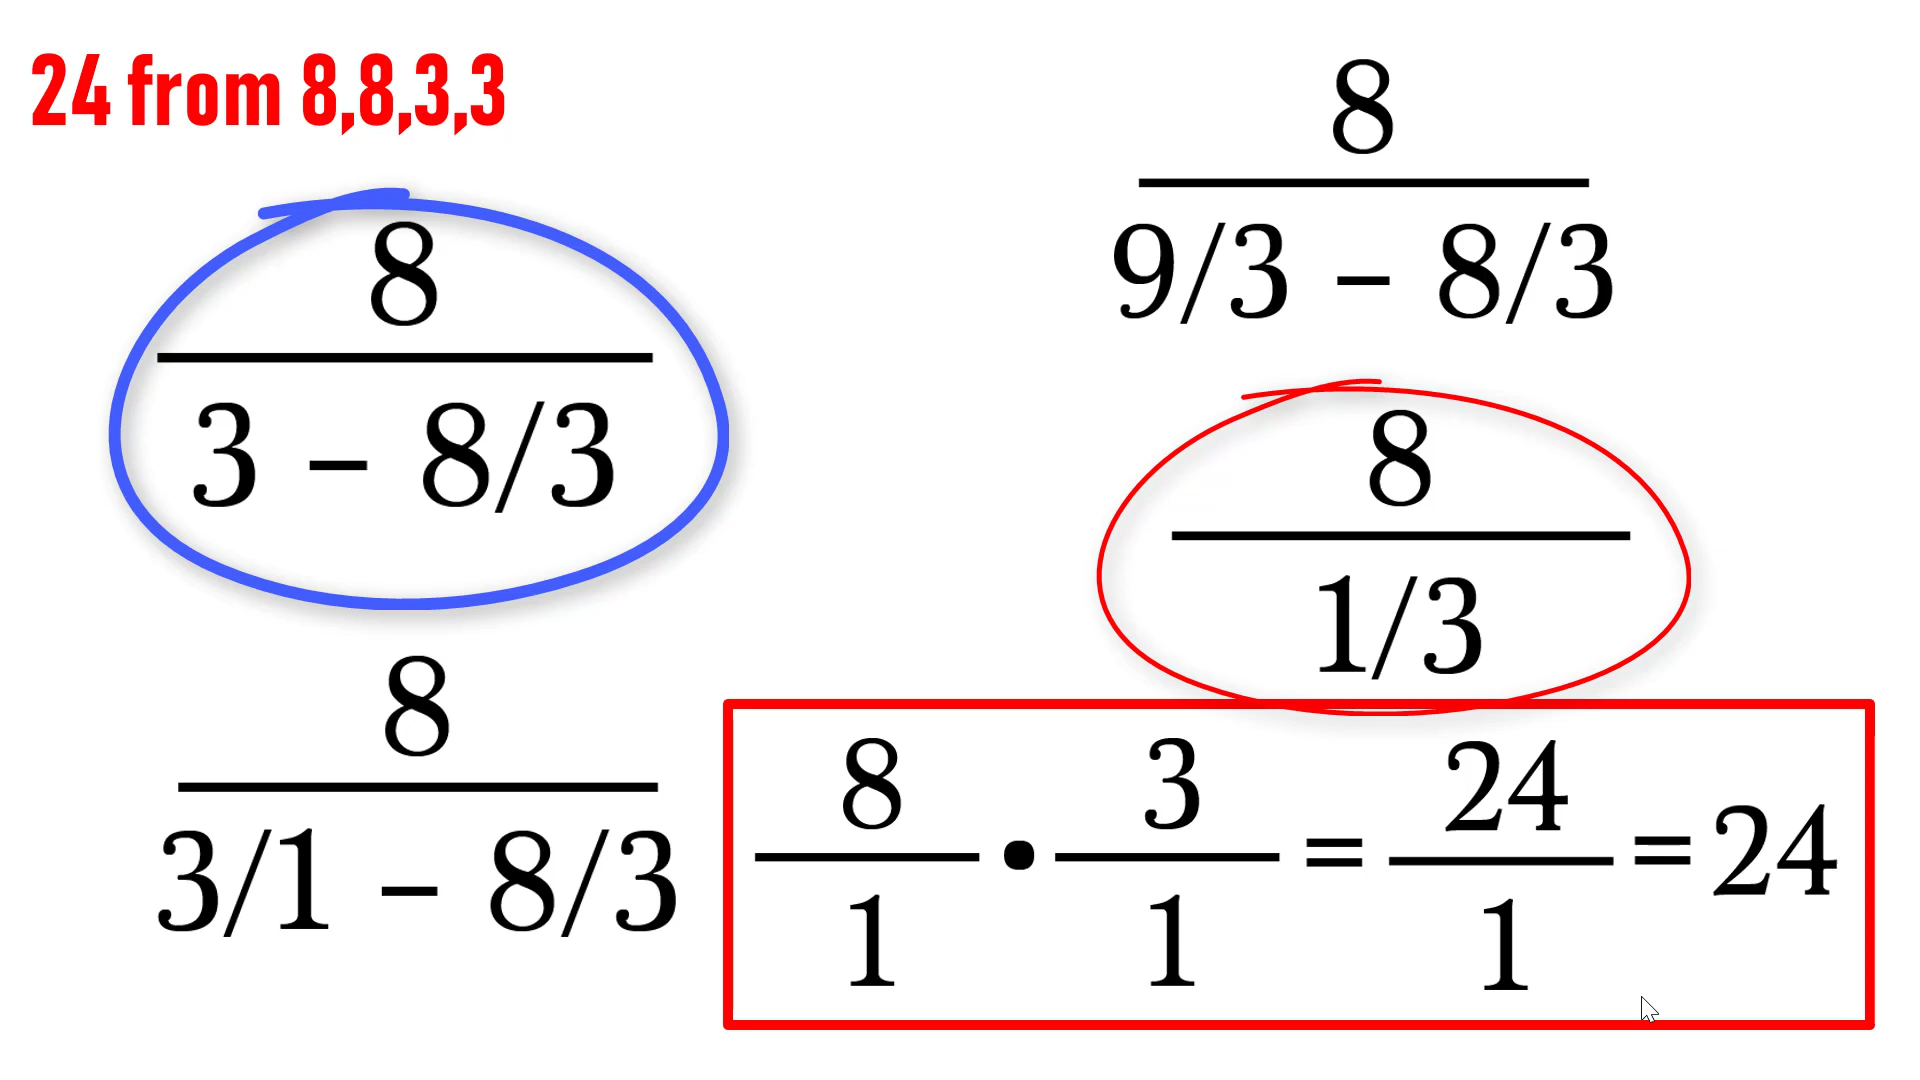 24 from 8,8,3,3
8
3 – 8/3
8
3/1 – 8/3
8
9/3 – 8/3
8
1/3
8/1 • 3/1 = 24/1 = 24